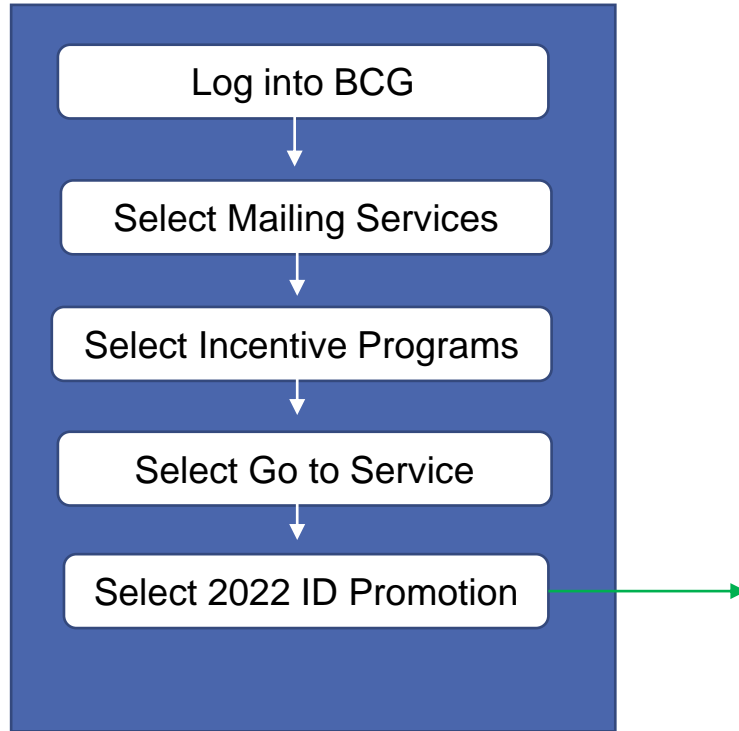 Log into BCG
Select Mailing Services
Select Incentive Programs
Select Go to Service
Select 2022 ID Promotion